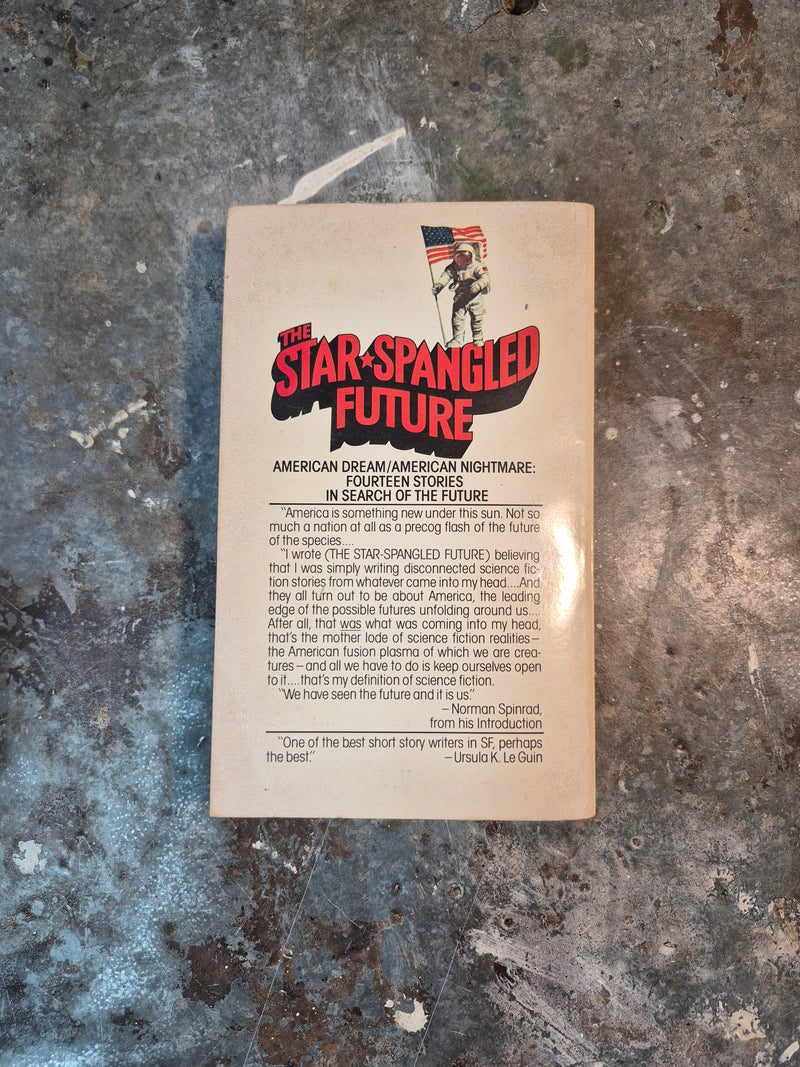 THE
STAR★SPANGLED
FUTURE
AMERICAN DREAM/AMERICAN NIGHTMARE:
FOURTEEN STORIES
IN SEARCH OF THE FUTURE
"America is something new under this sun. Not so
much a nation at all as a precog flash of the future
of the species....
"I wrote (THE STAR-SPANGLED FUTURE) believing
that I was simply writing disconnected science fic-
tion stories from whatever came into my head....And
they all turn out to be about America, the leading
edge of the possible futures unfolding around us....
After all, that was what was coming into my head,
that's the mother lode of science fiction realities—
the American fusion plasma of which we are crea-
tures—and all we have to do is keep ourselves open
to it....that's my definition of science fiction.
"We have seen the future and it is us."
—Norman Spinrad,
from his Introduction
"One of the best short story writers in SF, perhaps
the best." —Ursula K. Le Guin